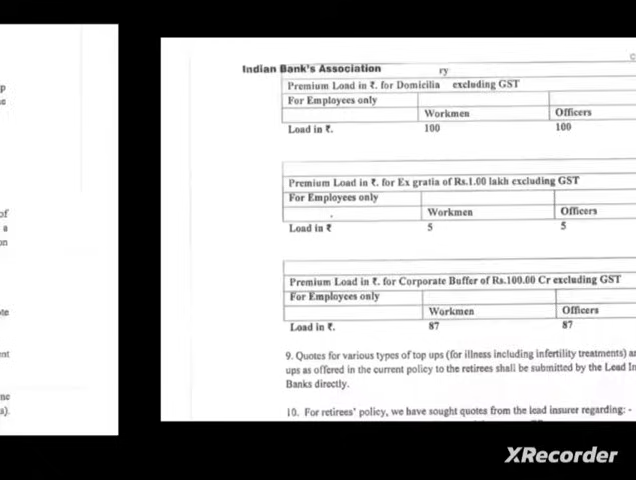 Indian Bank's Association
ry
Premium Load in ₹. for Domicilia excluding GST
For Employees only
Workmen Officers
Load in ₹. 100 100
Premium Load in ₹. for Ex gratia of Rs.1.00 lakh excluding GST
For Employees only
Workmen Officers
Load in ₹ 5 5
Premium Load in ₹. for Corporate Buffer of Rs.100.00 Cr excluding GST
For Employees only
Workmen Officers
Load in ₹. 87 87
9. Quotes for various types of top ups (for illness including infertility treatments) a
ups as offered in the current policy to the retirees shall be submitted by the Lead In
Banks directly.
10. For retirees' policy, we have sought quotes from the lead insurer regarding: -
of
a
on
ent
a).
XRecorder